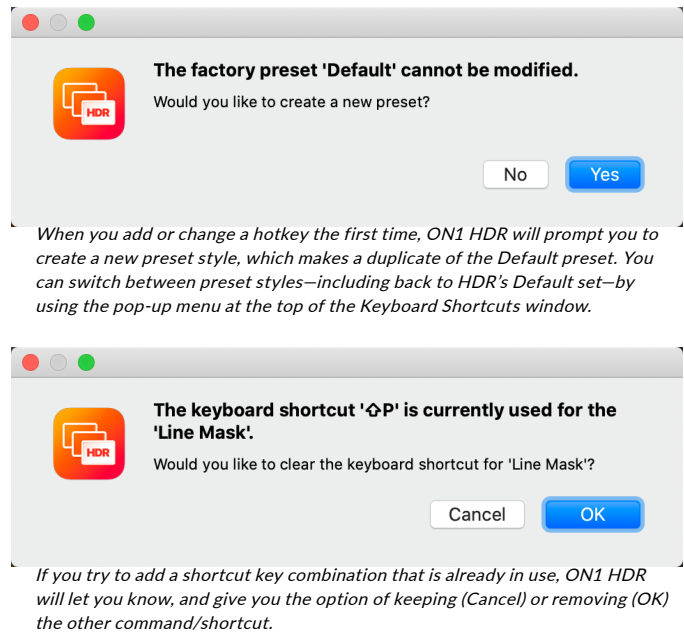 The factory preset 'Default' cannot be modified.
Would you like to create a new preset?
HDR
No
Yes
When you add or change a hotkey the first time, ON1 HDR will prompt you to
create a new preset style, which makes a duplicate of the Default preset. You
can switch between preset styles—including back to HDR’s Default set—by
using the pop-up menu at the top of the Keyboard Shortcuts window.
The keyboard shortcut '⇧P' is currently used for the
'Line Mask'.
HDR
Would you like to clear the keyboard shortcut for 'Line Mask'?
Cancel
OK
If you try to add a shortcut key combination that is already in use, ON1 HDR
will let you know, and give you the option of keeping (Cancel) or removing (OK)
the other command/shortcut.